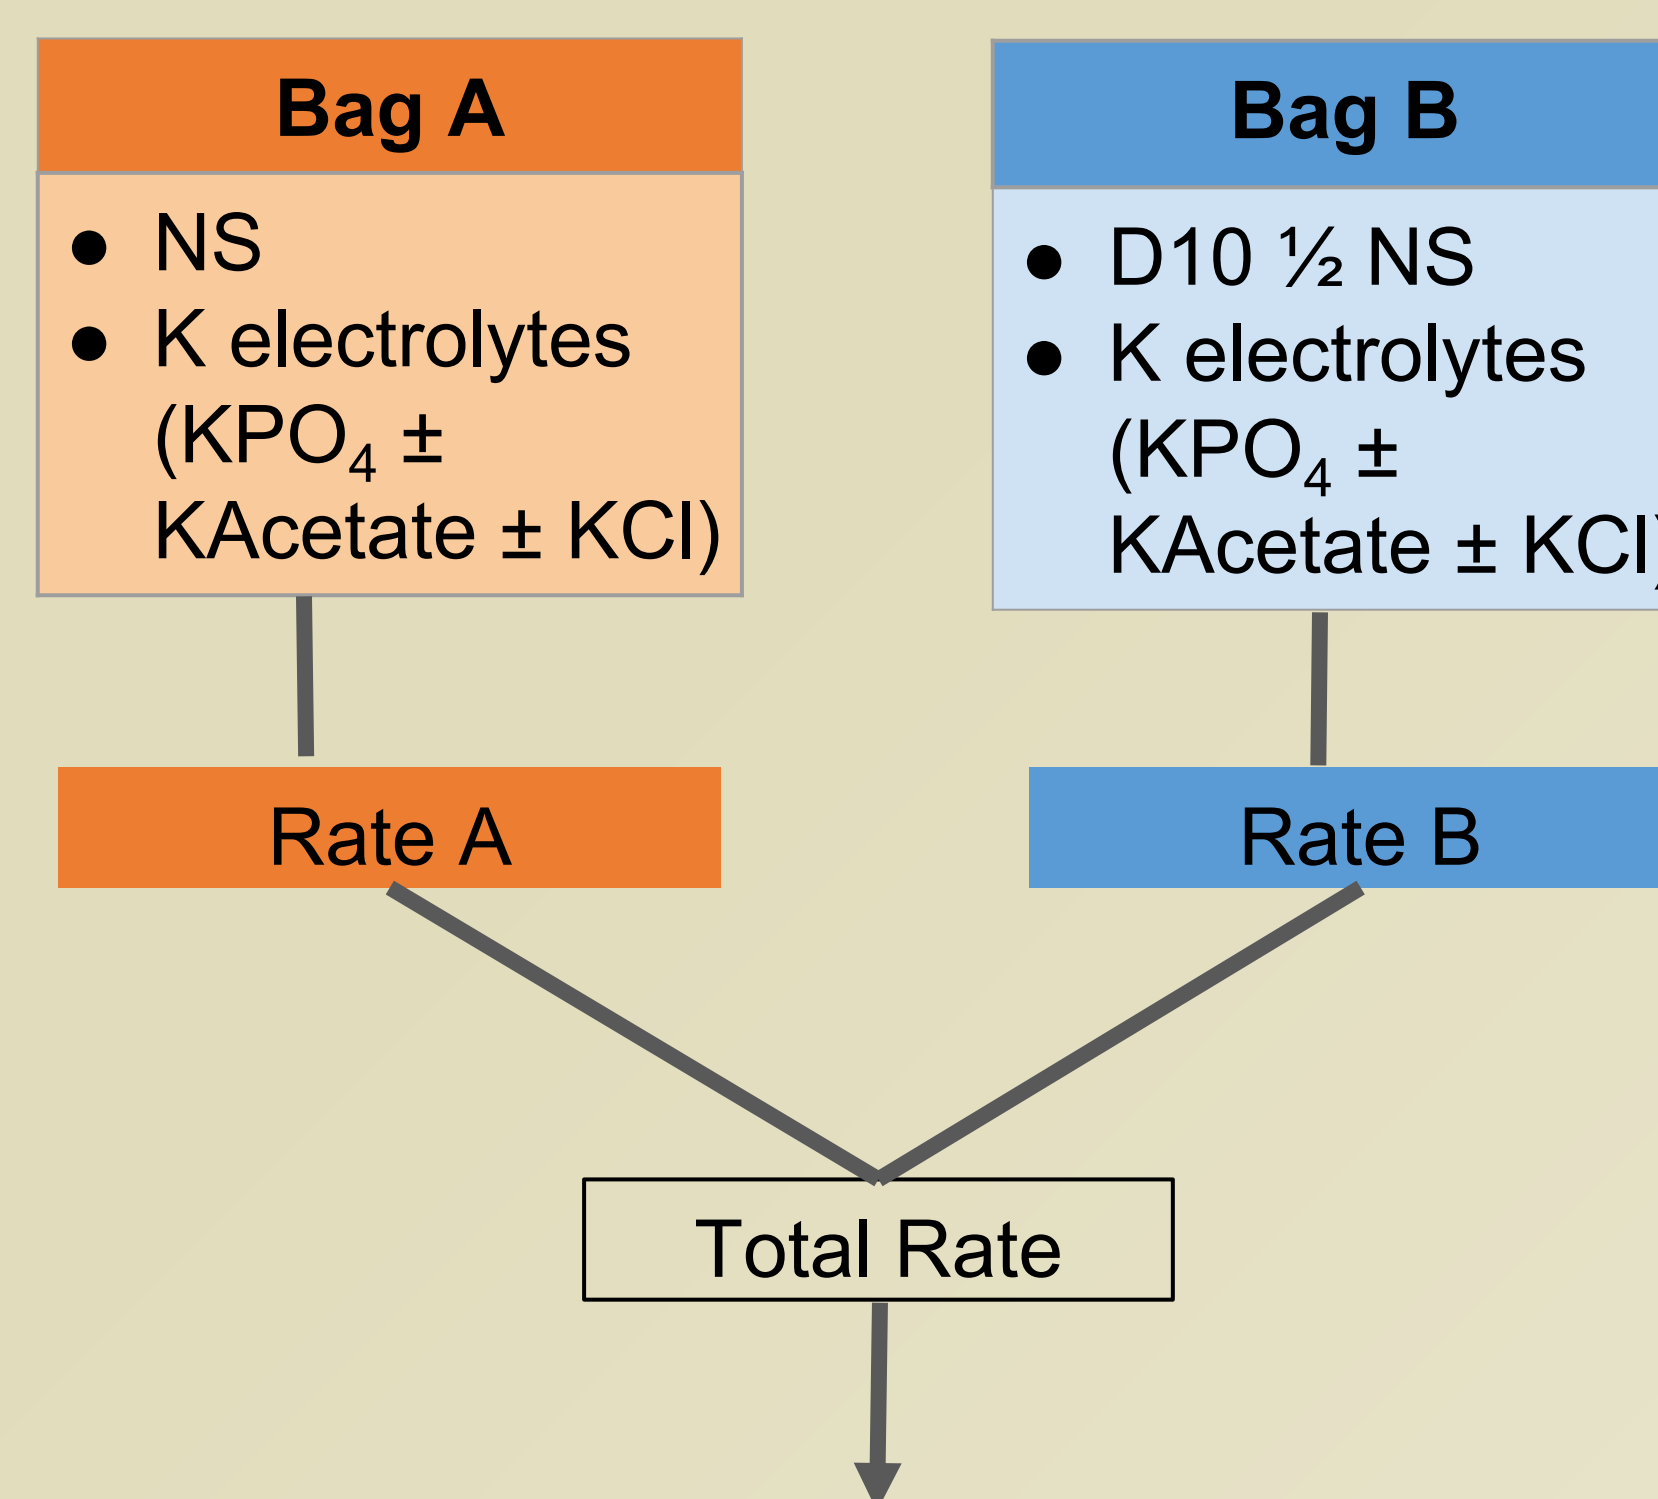 Bag A
● NS
● K electrolytes
(KPO₄ ±
KAcetate ± KCl)
Bag B
● D10 ½ NS
● K electrolytes
(KPO₄ ±
KAcetate ± KCl)
Rate A
Rate B
Total Rate